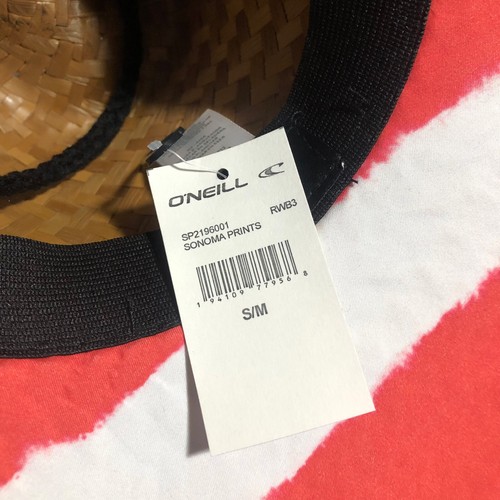 O'NEILL
SP2196001 RWB3
SONOMA PRINTS
1 94109 77956 8
S/M